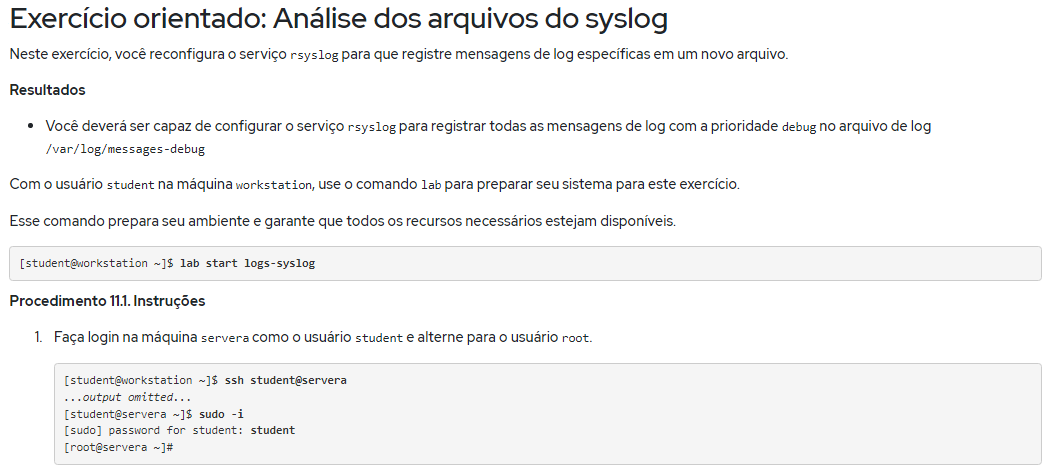 Exercício orientado: Análise dos arquivos do syslog
Neste exercício, você reconfigura o serviço rsyslog para que registre mensagens de log específicas em um novo arquivo.
Resultados
• Você deverá ser capaz de configurar o serviço rsyslog para registrar todas as mensagens de log com a prioridade debug no arquivo de log
/var/log/messages-debug
Com o usuário student na máquina workstation, use o comando lab para preparar seu sistema para este exercício.
Esse comando prepara seu ambiente e garante que todos os recursos necessários estejam disponíveis.
[student@workstation ~]$ lab start logs-syslog
Procedimento 11.1. Instruções
1. Faça login na máquina servera como o usuário student e alterne para o usuário root.
[student@workstation ~]$ ssh student@servera
...output omitted...
[student@servera ~]$ sudo -i
[sudo] password for student: student
[root@servera ~]#